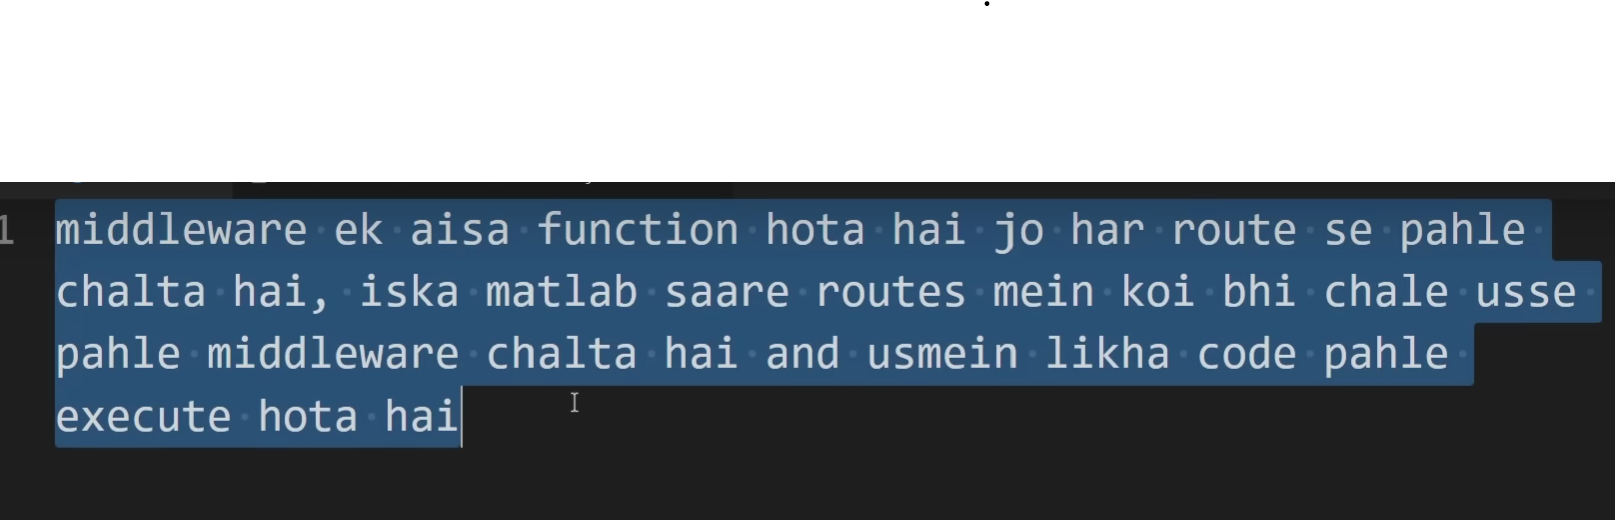 1 middleware ek aisa function hota hai jo har route se pahle
chalta hai, iska matlab saare routes mein koi bhi chale usse
pahle middleware chalta hai and usmein likha code pahle
execute hota hai